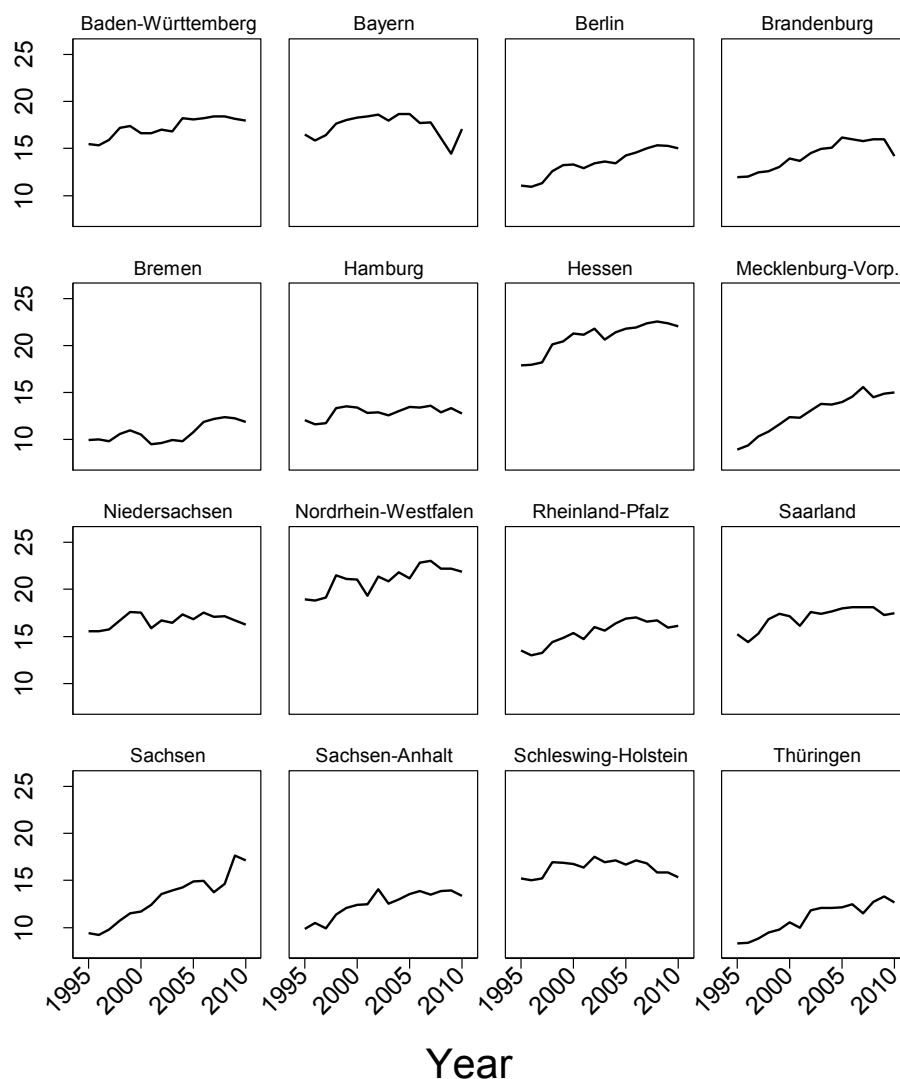 Baden-Württemberg Bayern Berlin Brandenburg
25
20
15
10
Bremen Hamburg Hessen Mecklenburg-Vorp.
25
20
15
10
Niedersachsen Nordrhein-Westfalen Rheinland-Pfalz Saarland
25
20
15
10
Sachsen Sachsen-Anhalt Schleswing-Holstein Thüringen
25
20
15
10
1995 2000 2005 2010 1995 2000 2005 2010 1995 2000 2005 2010 1995 2000 2005 2010
Year